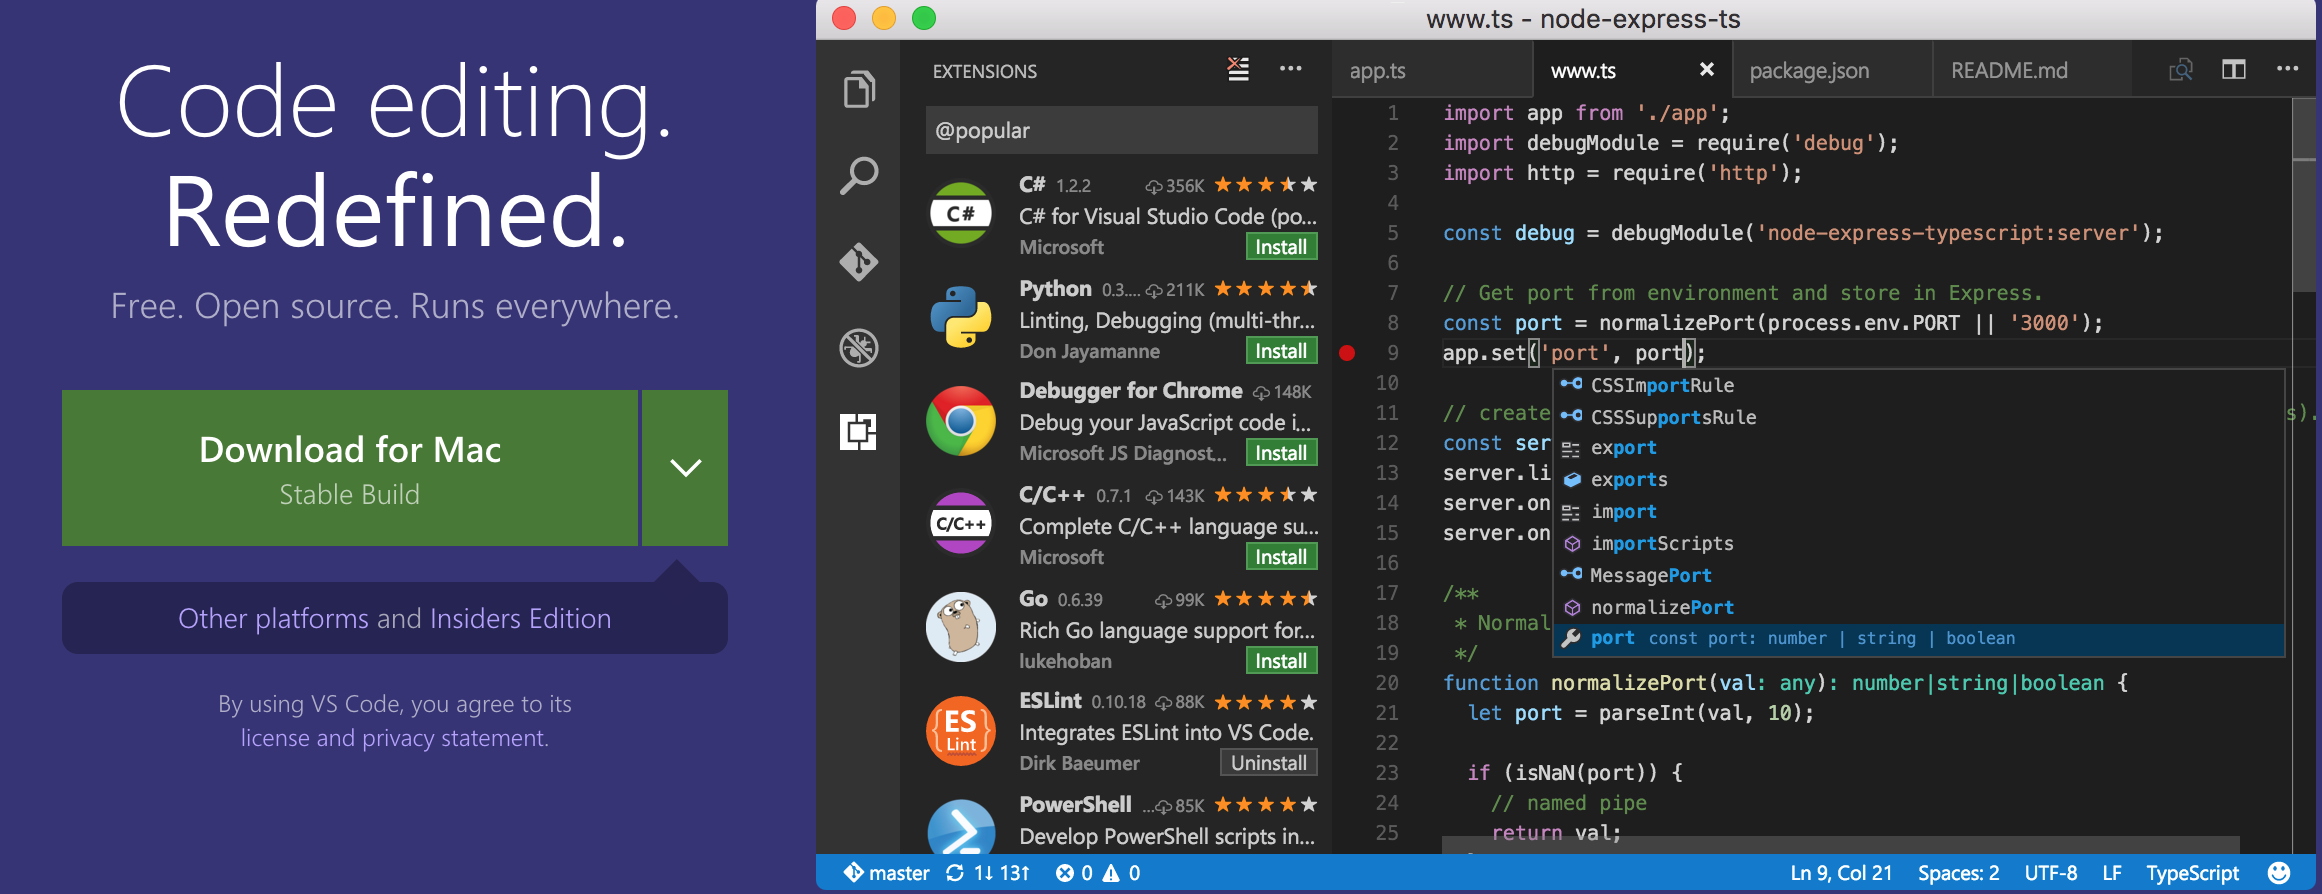 Code editing.
Redefined.
Free. Open source. Runs everywhere.
Download for Mac
Stable Build
Other platforms and Insiders Edition
By using VS Code, you agree to its
license and privacy statement.
www.ts - node-express-ts
EXTENSIONS
@popular
C# 1.2.2 356K
C#
C# for Visual Studio Code (po...
Microsoft Install
Python 0.3.... 211K
Linting, Debugging (multi-thr...
Don Jayamanne Install
Debugger for Chrome 148K
Debug your JavaScript code i...
Microsoft JS Diagnost... Install
C/C++ 0.7.1 143K
C/C++
Complete C/C++ language su...
Microsoft Install
Go 0.6.39 99K
Rich Go language support for...
lukehoban Install
ESLint 0.10.18 88K
{ES
Lint}
Integrates ESLint into VS Code.
Dirk Baeumer Uninstall
PowerShell ... 85K
Develop PowerShell scripts in...
app.ts www.ts package.json README.md
1 import app from './app';
2 import debugModule = require('debug');
3 import http = require('http');
4
5 const debug = debugModule('node-express-typescript:server');
6
7 // Get port from environment and store in Express.
8 const port = normalizePort(process.env.PORT || '3000');
9 app.set('port', port);
10
11 // create s).
12 const ser
13 server.li
14 server.on
15 server.on
16
17 /**
18 * Normal
19 */
20 function normalizePort(val: any): number|string|boolean {
21 let port = parseInt(val, 10);
22
23 if (isNaN(port)) {
24 // named pipe
25 return val;
CSSImportRule
CSSSupportsRule
export
exports
import
importScripts
MessagePort
normalizePort
port const port: number | string | boolean
master 1↓ 13↑ 0 0 Ln 9, Col 21 Spaces: 2 UTF-8 LF TypeScript